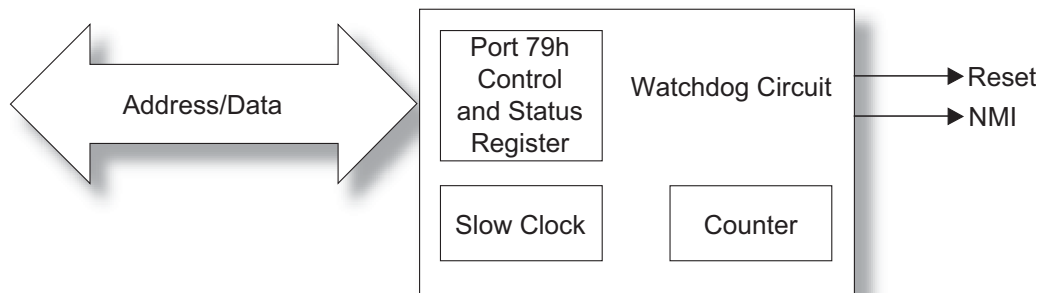 Address/Data
Port 79h
Control
and Status
Register
Watchdog Circuit
Slow Clock
Counter
Reset
NMI